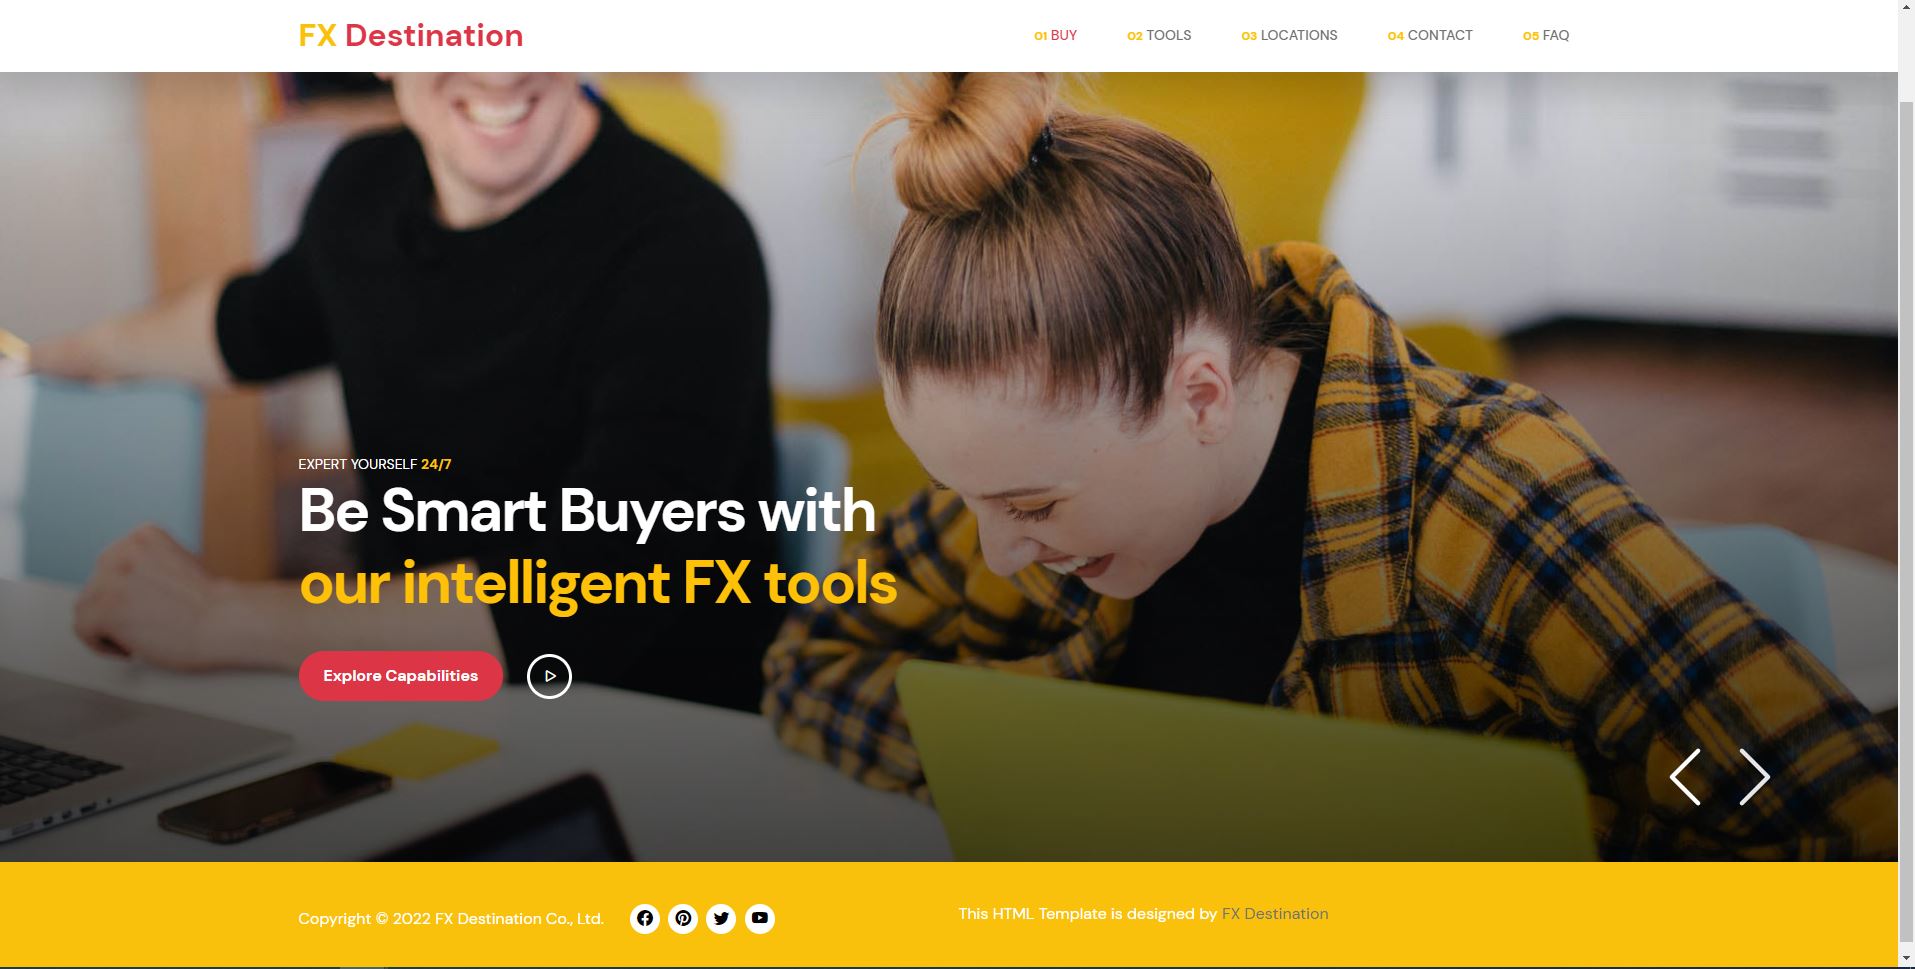 FX Destination
01 BUY
02 TOOLS
03 LOCATIONS
04 CONTACT
05 FAQ
EXPERT YOURSELF 24/7
Be Smart Buyers with
our intelligent FX tools
Explore Capabilities
Copyright © 2022 FX Destination Co., Ltd.
This HTML Template is designed by FX Destination